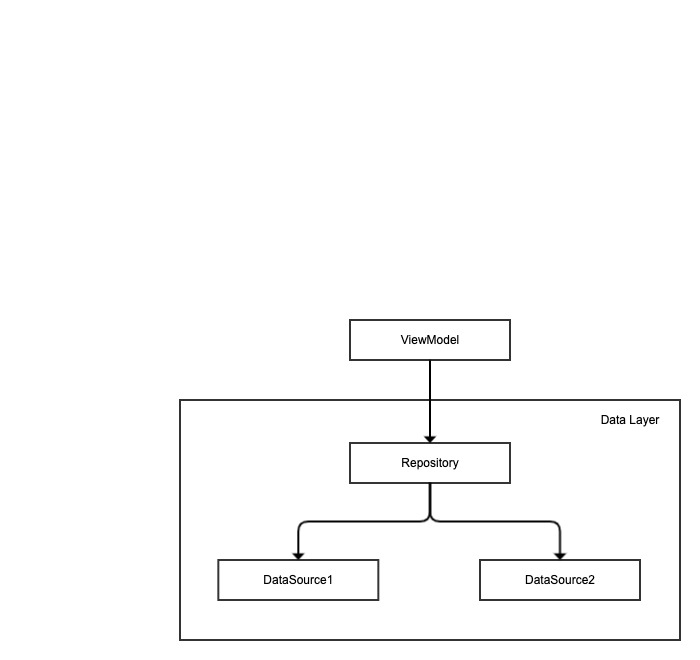 ViewModel
Data Layer
Repository
DataSource1
DataSource2